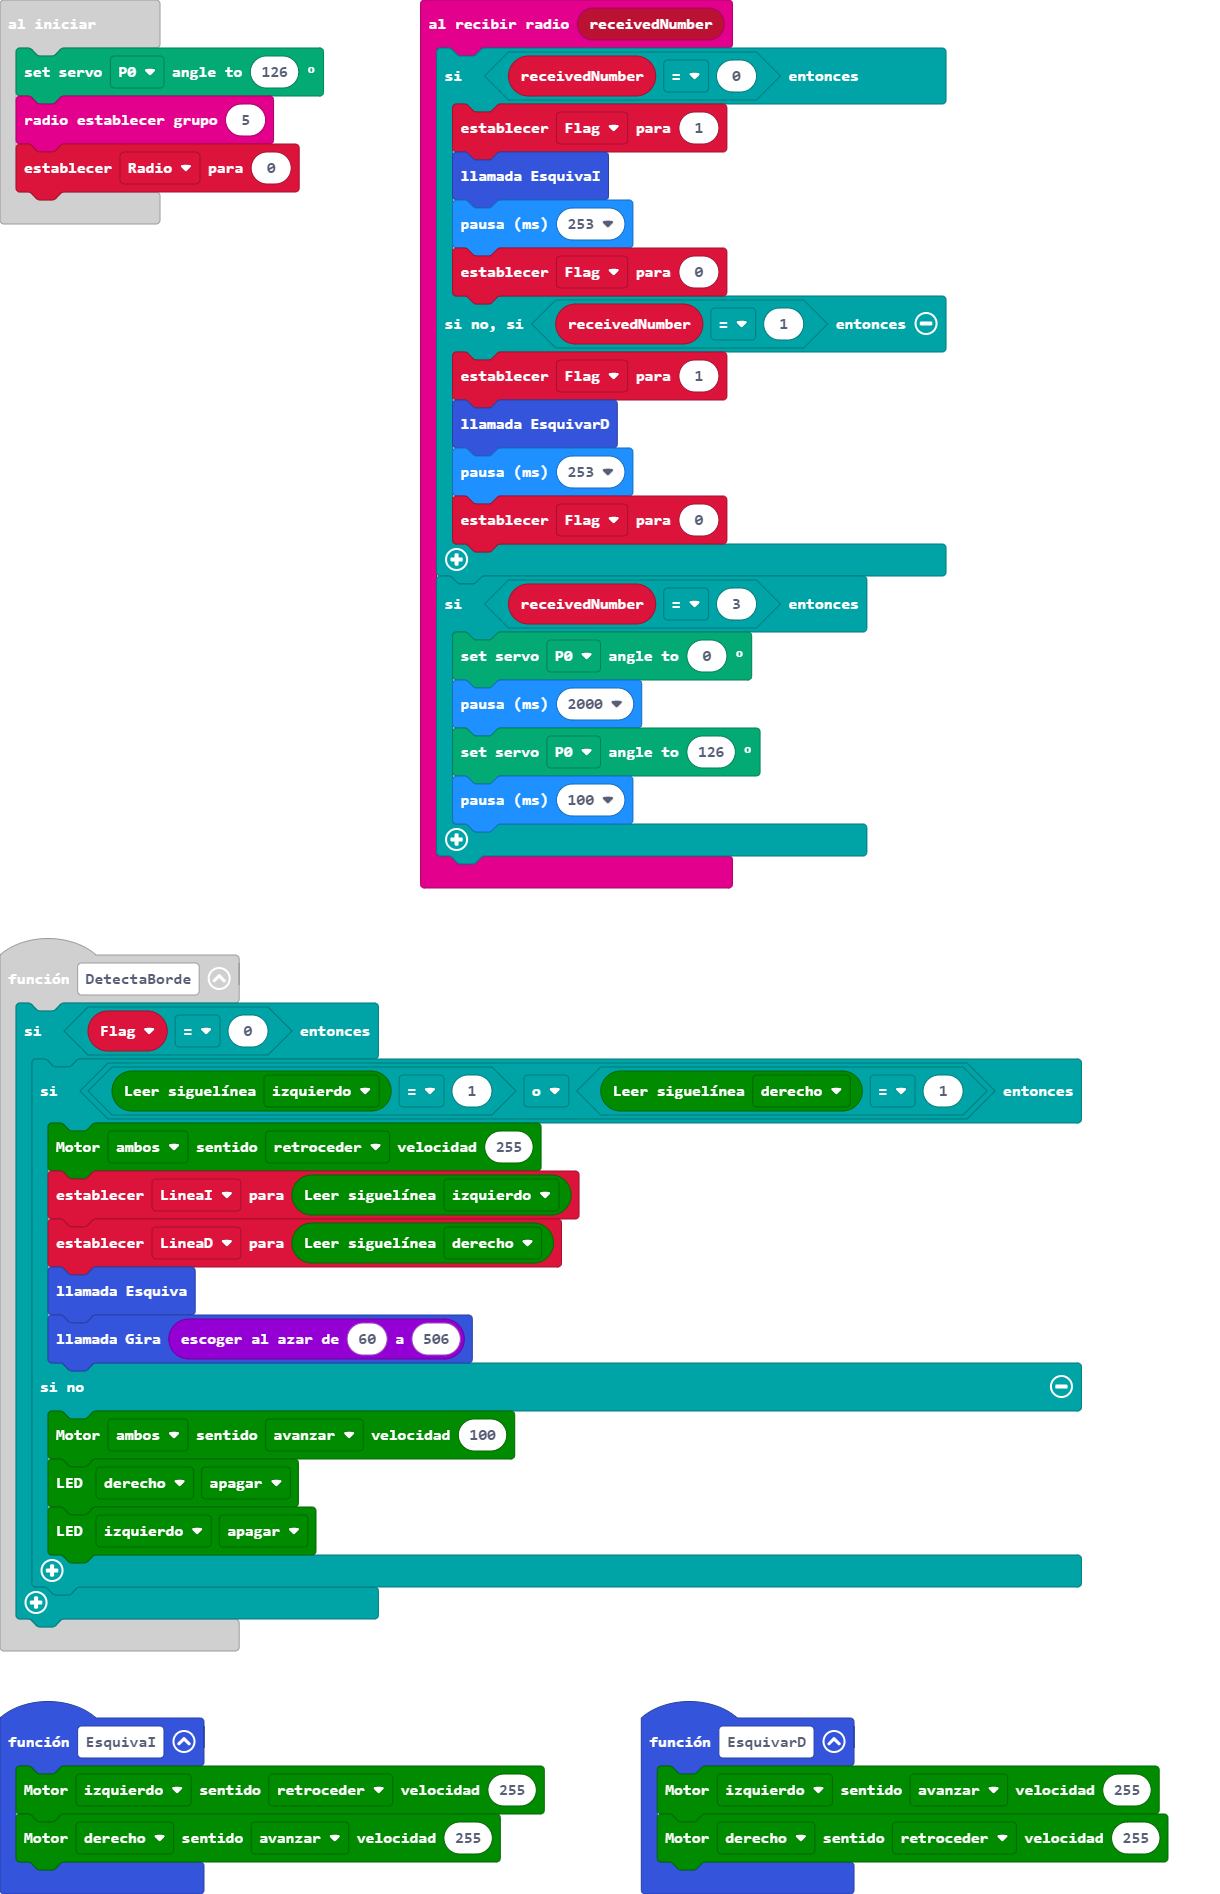 al iniciar
set servo P0 angle to 126 °
radio establecer grupo 5
establecer Radio para 0
al recibir radio receivedNumber
si receivedNumber = 0 entonces
establecer Flag para 1
llamada EsquivaI
pausa (ms) 253
establecer Flag para 0
si no, si receivedNumber = 1 entonces
establecer Flag para 1
llamada EsquivarD
pausa (ms) 253
establecer Flag para 0
si receivedNumber = 3 entonces
set servo P0 angle to 0 °
pausa (ms) 2000
set servo P0 angle to 126 °
pausa (ms) 100
función DetectaBorde
si Flag = 0 entonces
si Leer siguelínea izquierdo = 1 o Leer siguelínea derecho = 1 entonces
Motor ambos sentido retroceder velocidad 255
establecer LineaI para Leer siguelínea izquierdo
establecer LineaD para Leer siguelínea derecho
llamada Esquiva
llamada Gira escoger al azar de 60 a 506
si no
Motor ambos sentido avanzar velocidad 100
LED derecho apagar
LED izquierdo apagar
función EsquivaI
Motor izquierdo sentido retroceder velocidad 255
Motor derecho sentido avanzar velocidad 255
función EsquivarD
Motor izquierdo sentido avanzar velocidad 255
Motor derecho sentido retroceder velocidad 255